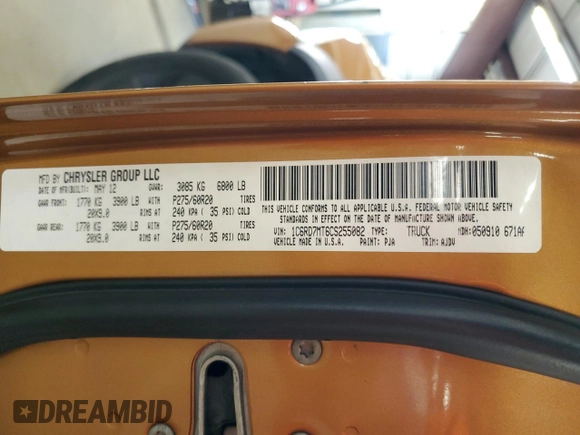 MFD BY CHRYSLER GROUP LLC
DATE OF MFR(BUILT): MAY 12 GVWR: 3085 KG 6800 LB
GAWR FRONT: 1770 KG 3900 LB P275/60R20 TIRES
20X9.0 RIMS AT 240 KPA ( 35 PSI) COLD
WITH
GAWR REAR: 1770 KG 3900 LB P275/60R20 TIRES
WITH
20X9.0 RIMS AT 240 KPA ( 35 PSI) COLD
THIS VEHICLE CONFORMS TO ALL APPLICABLE U.S.A. FEDERAL MOTOR VEHICLE SAFETY
STANDARDS IN EFFECT ON THE DATE OF MANUFACTURE SHOWN ABOVE.
VIN: 1C6RD7MT6CS255082 TYPE: TRUCK MDH: 050910 671AA
VEHICLE MADE IN U.S.A. PAINT: PJA TRIM: AJDV
DREAMBID